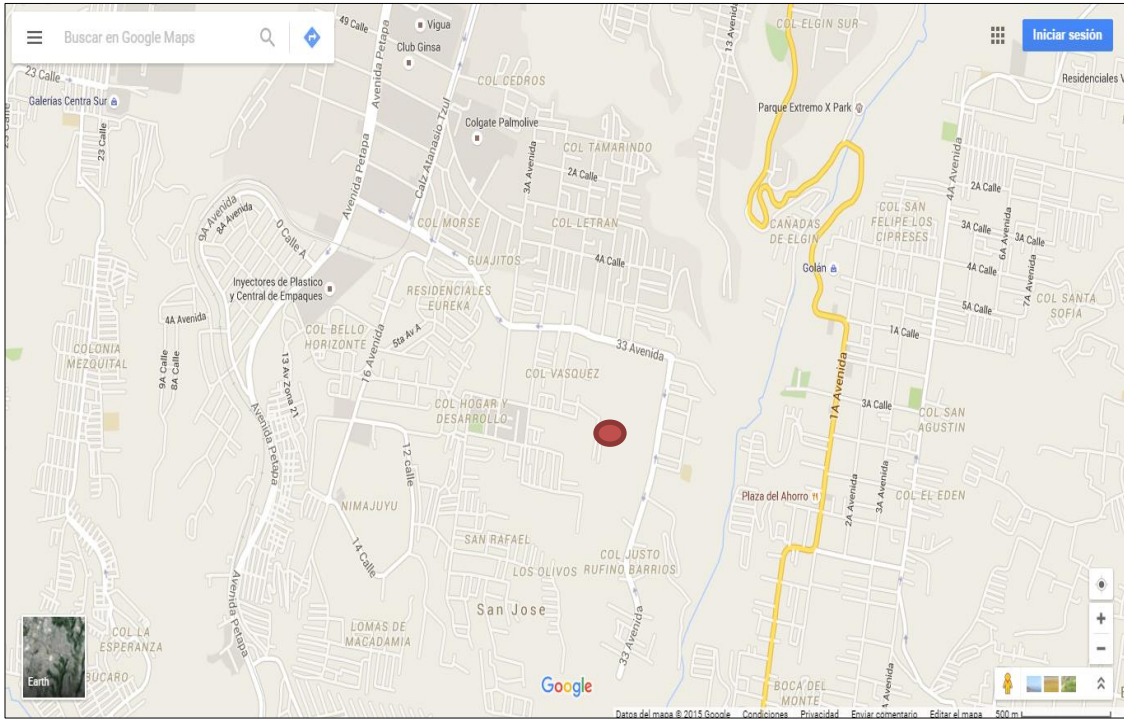 Buscar en Google Maps
Iniciar sesión
49 Calle
Vigua
Club Ginsa
COL CEDROS
13 Avenida
COL ELGIN SUR
Residenciales V
23 Calle
Galerías Centra Sur
23 Calle
23 Calle
Avenida Petapa
Avenida Petapa
Calz Atanasio Tzul
Colgate Palmolive
3A Avenida
COL TAMARINDO
2A Calle
Parque Extremo X Park
4A Avenida
2A Calle
9A Avenida
8A Avenida
0 Calle A
COL MORSE
COL LETRAN
CAÑADAS
DE ELGIN
COL SAN
FELIPE LOS
CIPRESES
3A Calle
3A Calle
6A Avenida
GUAJITOS
4A Calle
Golán
4A Calle
7A Avenida
Inyectores de Plastico
y Central de Empaques
RESIDENCIALES
EUREKA
COL SANTA
SOFIA
5A Calle
4A Avenida
COL BELLO
HORIZONTE
5ta Av A
33 Avenida
1A Calle
COLONIA
MEZQUITAL
9A Calle
8A Calle
13 Av Zona 21
16 Avenida
COL VASQUEZ
1A Avenida
3A Calle
COL HOGAR Y
DESARROLLO
COL SAN
AGUSTIN
Avenida Petapa
12 calle
NIMAJUYU
Plaza del Ahorro
2A Avenida
3A Avenida
COL EL EDEN
SAN RAFAEL
14 Calle
LOS OLIVOS
COL JUSTO
RUFINO BARRIOS
Avenida Petapa
San Jose
33 Avenida
COL LA
ESPERANZA
LOMAS DE
MACADAMIA
BUCARO
Earth
Google
BOCA DEL
MONTE
Datos del mapa © 2015 Google Condiciones Privacidad Enviar comentario Editar el mapa 500 m